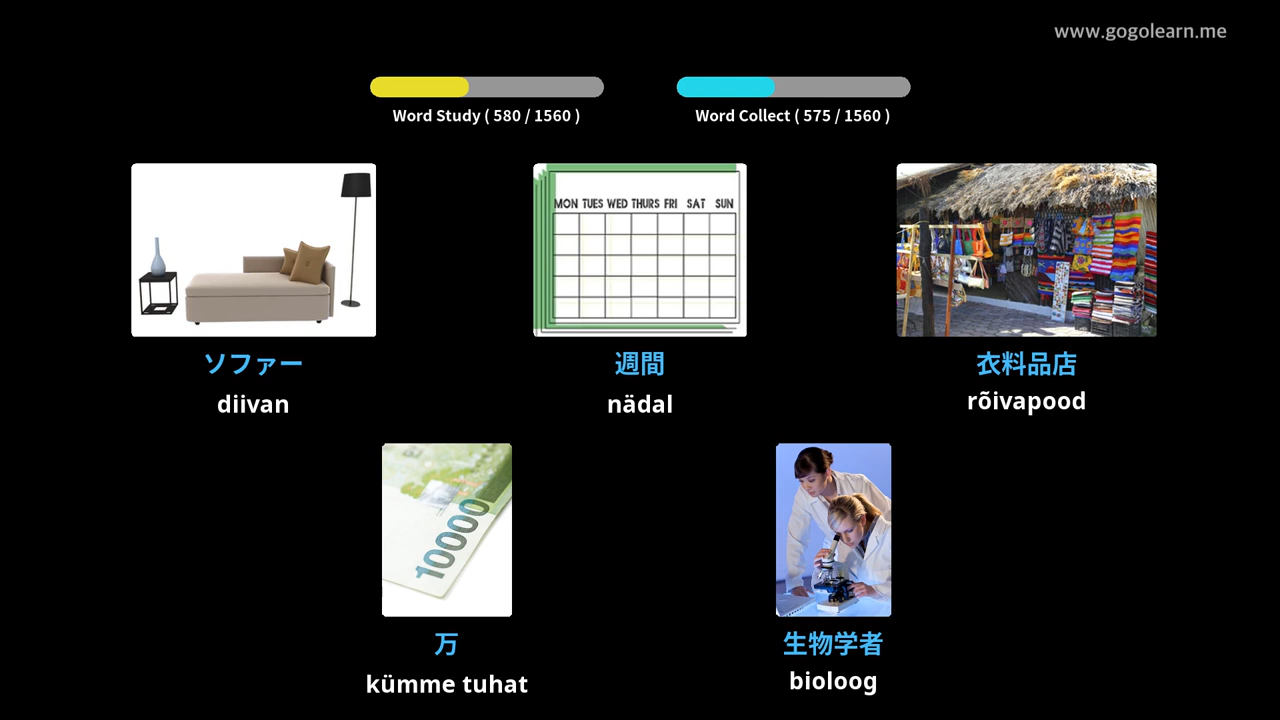 www.gogolearn.me
Word Study ( 580 / 1560 )
Word Collect ( 575 / 1560 )
MON TUES WED THURS FRI SAT SUN
ソファー
週間
衣料品店
diivan
nädal
rõivapood
10000
万
生物学者
kümme tuhat
bioloog